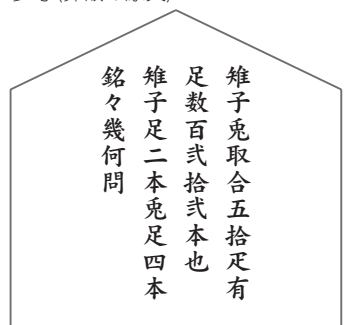 雉子兎取合五拾疋有
足数百弐拾弐本也
雉子足二本兎足四本
銘々幾何問